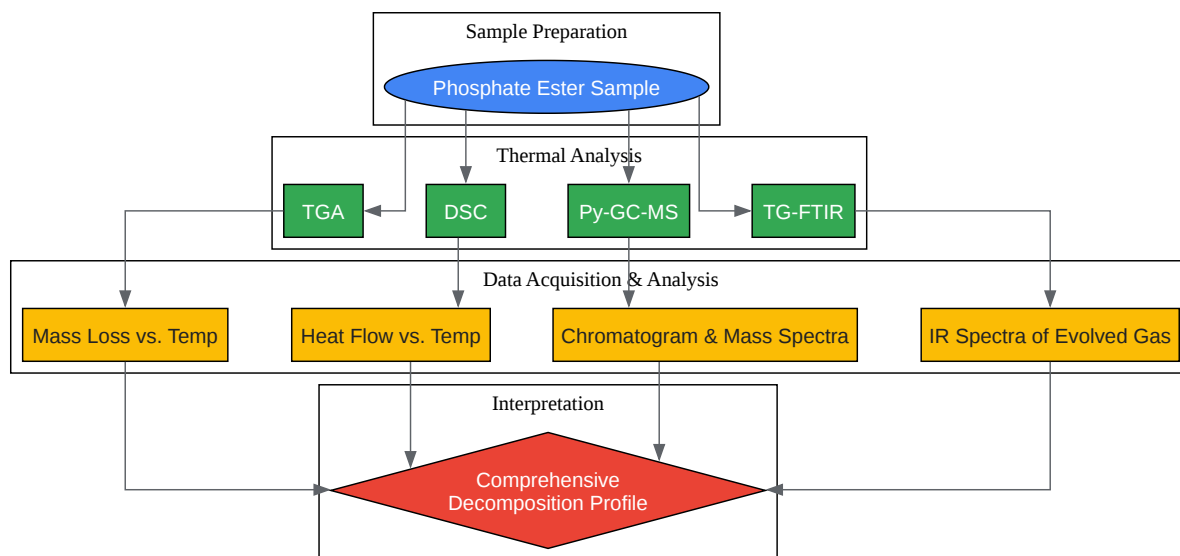 Sample Preparation
Phosphate Ester Sample
Thermal Analysis
TGA
DSC
Py-GC-MS
TG-FTIR
Data Acquisition & Analysis
Mass Loss vs. Temp
Heat Flow vs. Temp
Chromatogram & Mass Spectra
IR Spectra of Evolved Gas
Interpretation
Comprehensive
Decomposition Profile